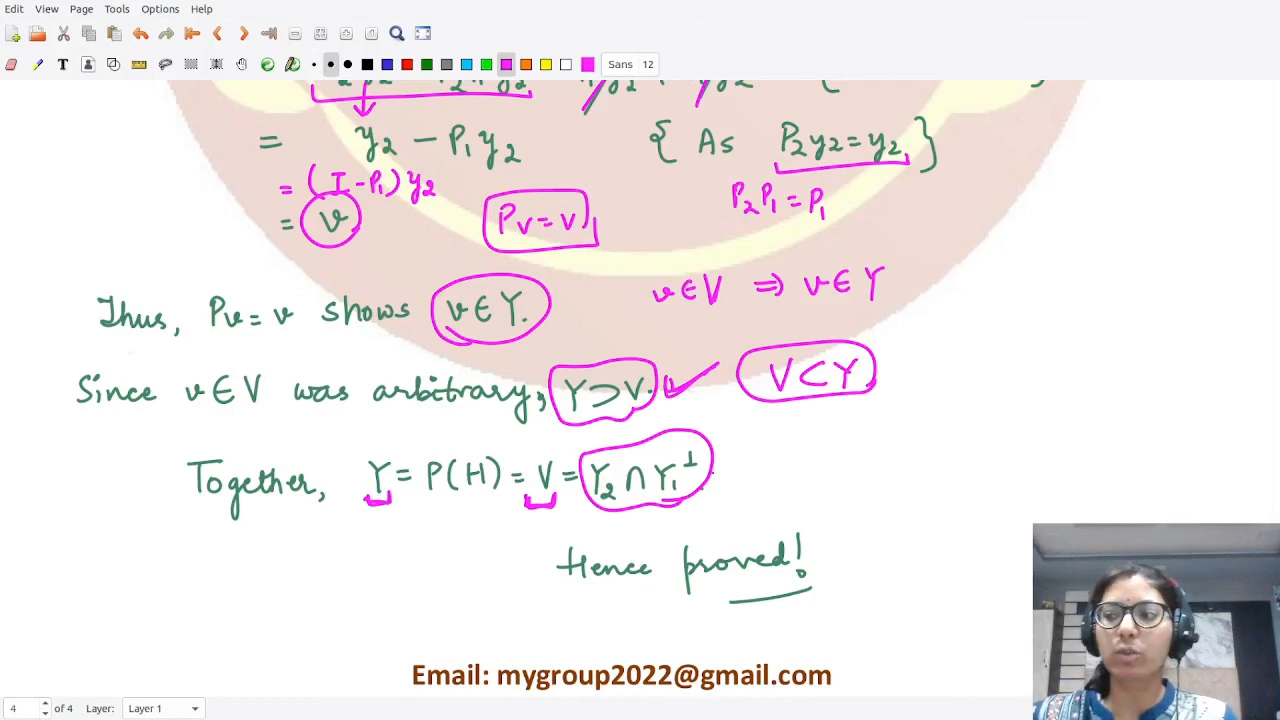 Edit View Page Tools Options Help
Sans 12
= y₂ - P₁y₂ { As P₂y₂ = y₂ }
= (I - P₁) y₂ P₂P₁ = P₁
= v Pv = v
v ∈ V ⇒ v ∈ Y
Thus, Pv = v shows v ∈ Y.
Since v ∈ V was arbitrary, Y ⊃ V. V ⊂ Y
Together, Y = P(H) = V = Y₂ ∩ Y₁⊥
Hence proved!
Email: mygroup2022@gmail.com
4 of 4 Layer: Layer 1